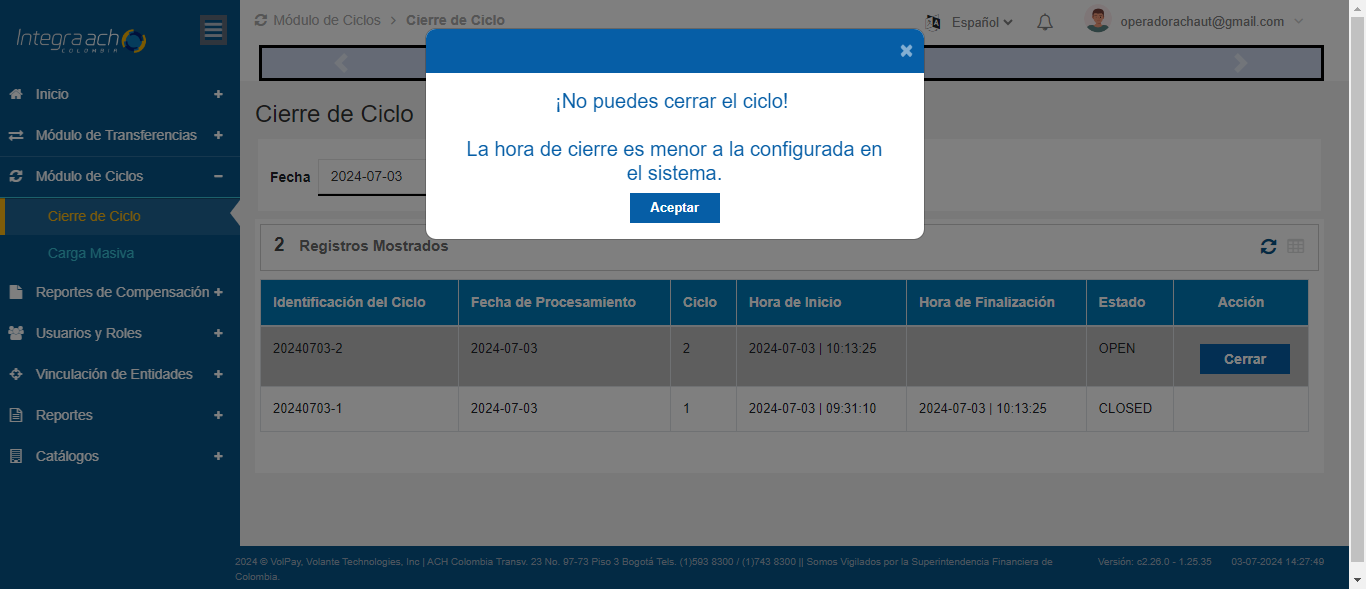 Integra ach
COLOMBIA
Módulo de Ciclos > Cierre de Ciclo
Español
operadorachaut@gmail.com
Inicio +
Módulo de Transferencias +
Módulo de Ciclos −
Cierre de Ciclo
Carga Masiva
Reportes de Compensación +
Usuarios y Roles +
Vinculación de Entidades +
Reportes +
Catálogos +
¡No puedes cerrar el ciclo!
La hora de cierre es menor a la configurada en
el sistema.
Aceptar
Cierre de Ciclo
Fecha 2024-07-03
2 Registros Mostrados
Identificación del Ciclo Fecha de Procesamiento Ciclo Hora de Inicio Hora de Finalización Estado Acción
20240703-2 2024-07-03 2 2024-07-03 | 10:13:25 OPEN Cerrar
20240703-1 2024-07-03 1 2024-07-03 | 09:31:10 2024-07-03 | 10:13:25 CLOSED
2024 © VolPay, Volante Technologies, Inc | ACH Colombia Transv. 23 No. 97-73 Piso 3 Bogotá Tels. (1)593 8300 / (1)743 8300 || Somos Vigilados por la Superintendencia Financiera de
Colombia.
Versión: c2.26.0 - 1.25.35 03-07-2024 14:27:49